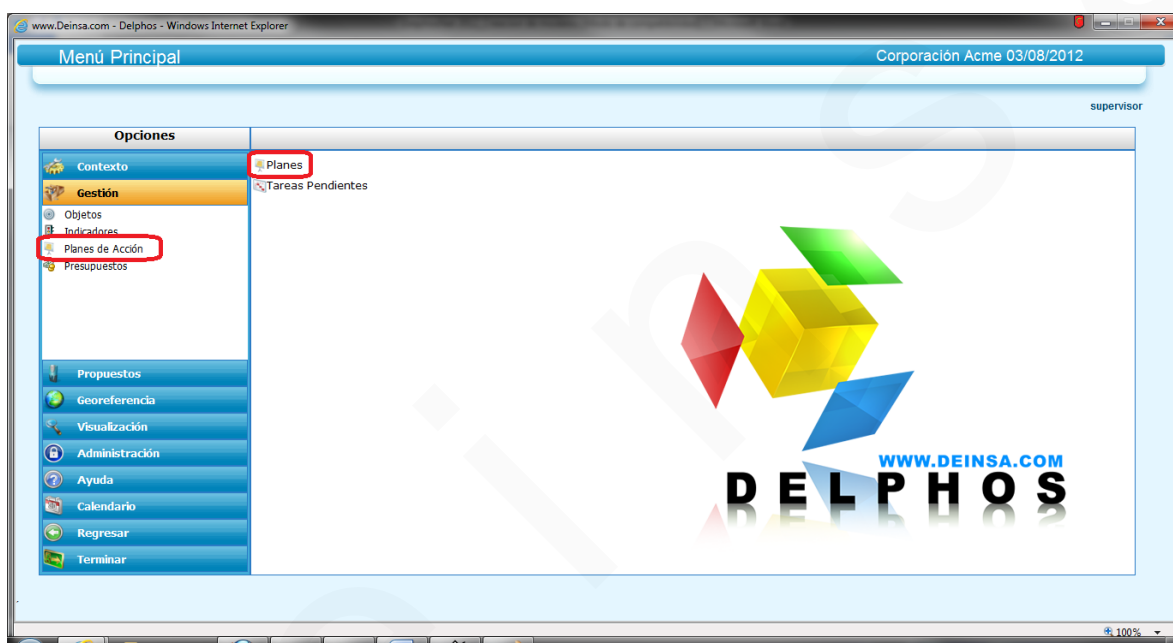 www.Deinsa.com - Delphos - Windows Internet Explorer
Menú Principal
Corporación Acme 03/08/2012
supervisor
Opciones
Contexto
Gestión
Objetos
Indicadores
Planes de Acción
Presupuestos
Propuestos
Georeferencia
Visualización
Administración
Ayuda
Calendario
Regresar
Terminar
Planes
Tareas Pendientes
WWW.DEINSA.COM
DELPHOS
100%